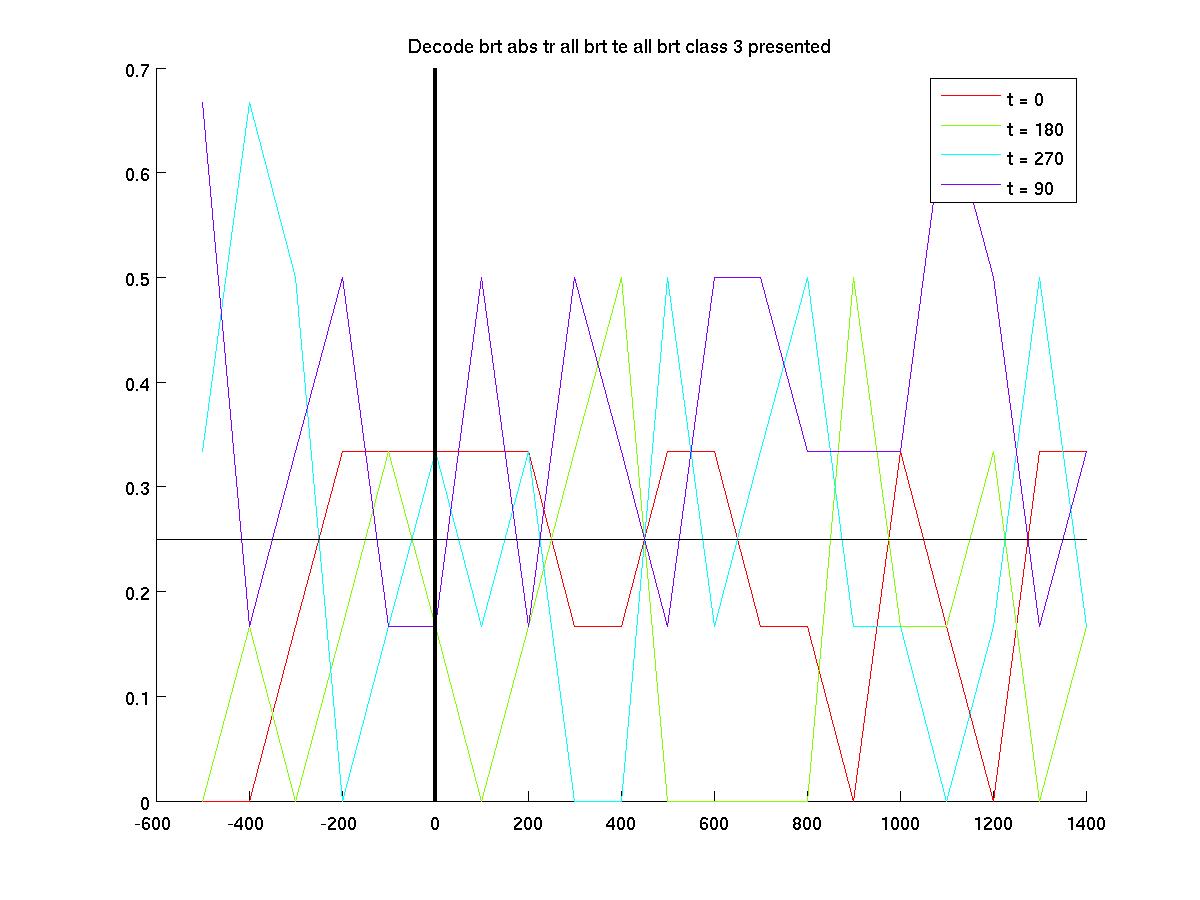 Decode brt abs tr all brt te all brt class 3 presented
0.7
t = 0
t = 180
t = 270
t = 90
0.6
0.5
0.4
0.3
0.2
0.1
0
-600 -400 -200 0 200 400 600 800 1000 1200 1400